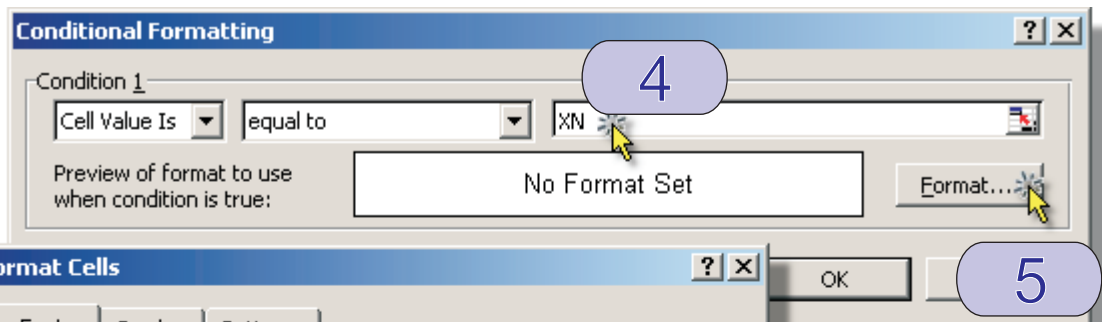 Conditional Formatting
4
Condition 1
Cell Value Is equal to XN
Preview of format to use
when condition is true:
No Format Set
Format...
ormat Cells
OK
5